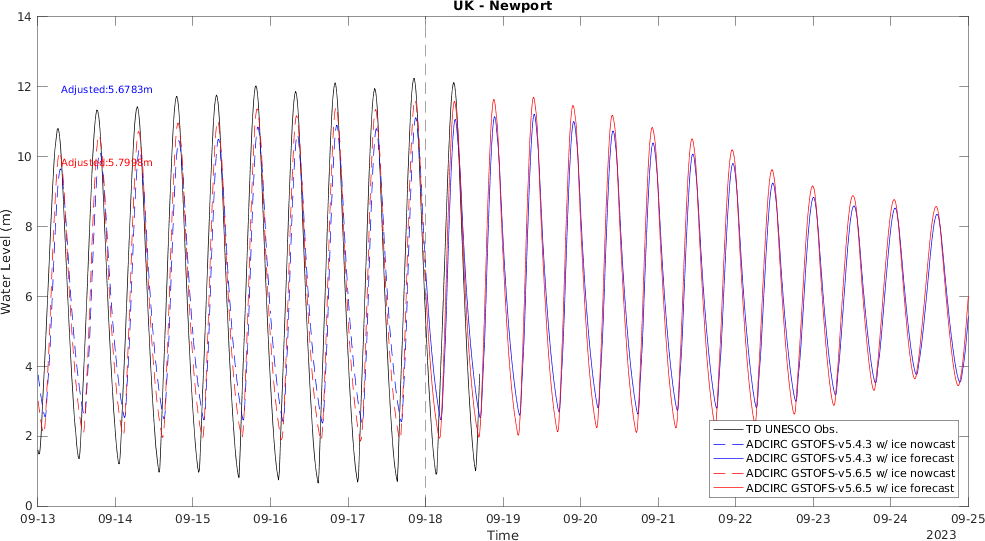 UK - Newport
14
12
10
8
6
4
2
0
Water Level (m)
Adjusted:5.6783m
Adjusted:5.7998m
TD UNESCO Obs.
ADCIRC GSTOFS-v5.4.3 w/ ice nowcast
ADCIRC GSTOFS-v5.4.3 w/ ice forecast
ADCIRC GSTOFS-v5.6.5 w/ ice nowcast
ADCIRC GSTOFS-v5.6.5 w/ ice forecast
09-13 09-14 09-15 09-16 09-17 09-18 09-19 09-20 09-21 09-22 09-23 09-24 09-25
Time
2023